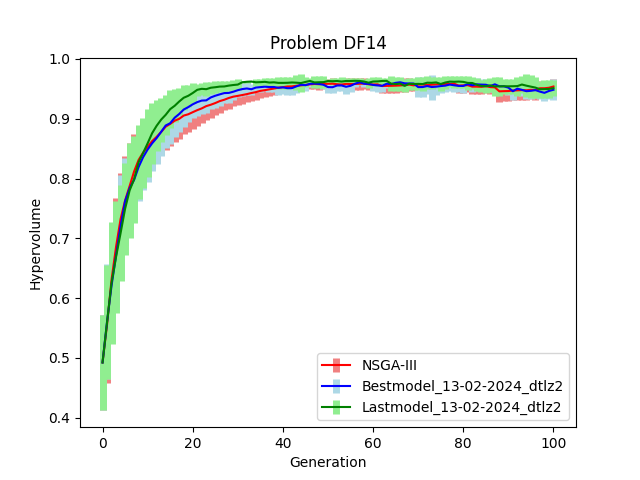 Problem DF14
Hypervolume
1.0
0.9
0.8
0.7
0.6
0.5
0.4
NSGA-III
Bestmodel_13-02-2024_dtlz2
Lastmodel_13-02-2024_dtlz2
0 20 40 60 80 100
Generation